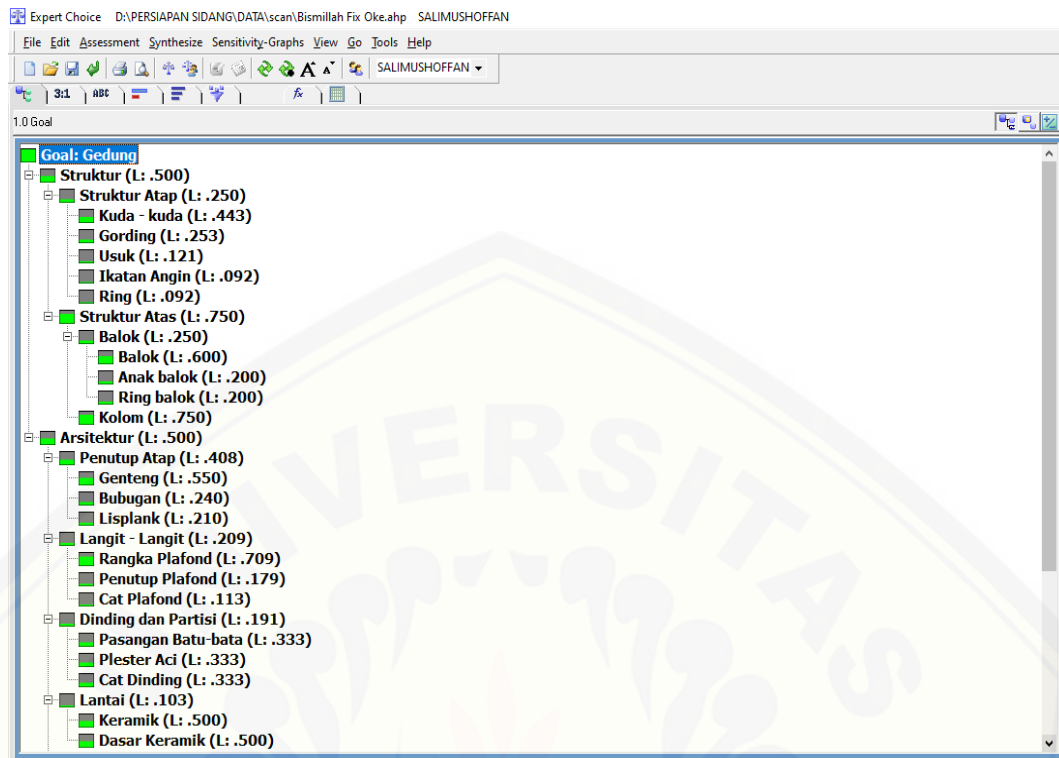 Expert Choice D:\PERSIAPAN SIDANG\DATA\scan\Bismillah Fix Oke.ahp SALIMUSHOFFAN
File Edit Assessment Synthesize Sensitivity-Graphs View Go Tools Help
A A SALIMUSHOFFAN
3:1 ABC fx
1.0 Goal
Goal: Gedung
Struktur (L: .500)
Struktur Atap (L: .250)
Kuda - kuda (L: .443)
Gording (L: .253)
Usuk (L: .121)
Ikatan Angin (L: .092)
Ring (L: .092)
Struktur Atas (L: .750)
Balok (L: .250)
Balok (L: .600)
Anak balok (L: .200)
Ring balok (L: .200)
Kolom (L: .750)
Arsitektur (L: .500)
Penutup Atap (L: .408)
Genteng (L: .550)
Bubugan (L: .240)
Lisplank (L: .210)
Langit - Langit (L: .209)
Rangka Plafond (L: .709)
Penutup Plafond (L: .179)
Cat Plafond (L: .113)
Dinding dan Partisi (L: .191)
Pasangan Batu-bata (L: .333)
Plester Aci (L: .333)
Cat Dinding (L: .333)
Lantai (L: .103)
Keramik (L: .500)
Dasar Keramik (L: .500)
IVERSITAS